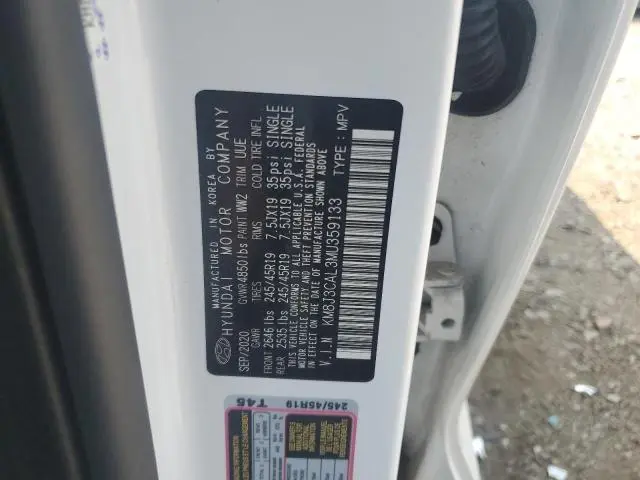 MANUFACTURED IN KOREA BY
HYUNDAI MOTOR COMPANY
SEP/2020 GVWR 4850 lbs PAINT WW2 TRIM UUE
GAWR TIRES RMS COLD TIRE INFL
FRONT 2646 lbs 245/45R19 7.5JX19 35psi SINGLE
REAR 2535 lbs 245/45R19 7.5JX19 35psi SINGLE
THIS VEHICLE CONFORMS TO ALL APPLICABLE U.S.A. FEDERAL
MOTOR VEHICLE SAFETY AND THEFT PREVENTION STANDARDS
IN EFFECT ON THE DATE OF MANUFACTURE SHOWN ABOVE
V.I.N KM8J3CAL3MU359133 TYPE : MPV
T45
245/45R19